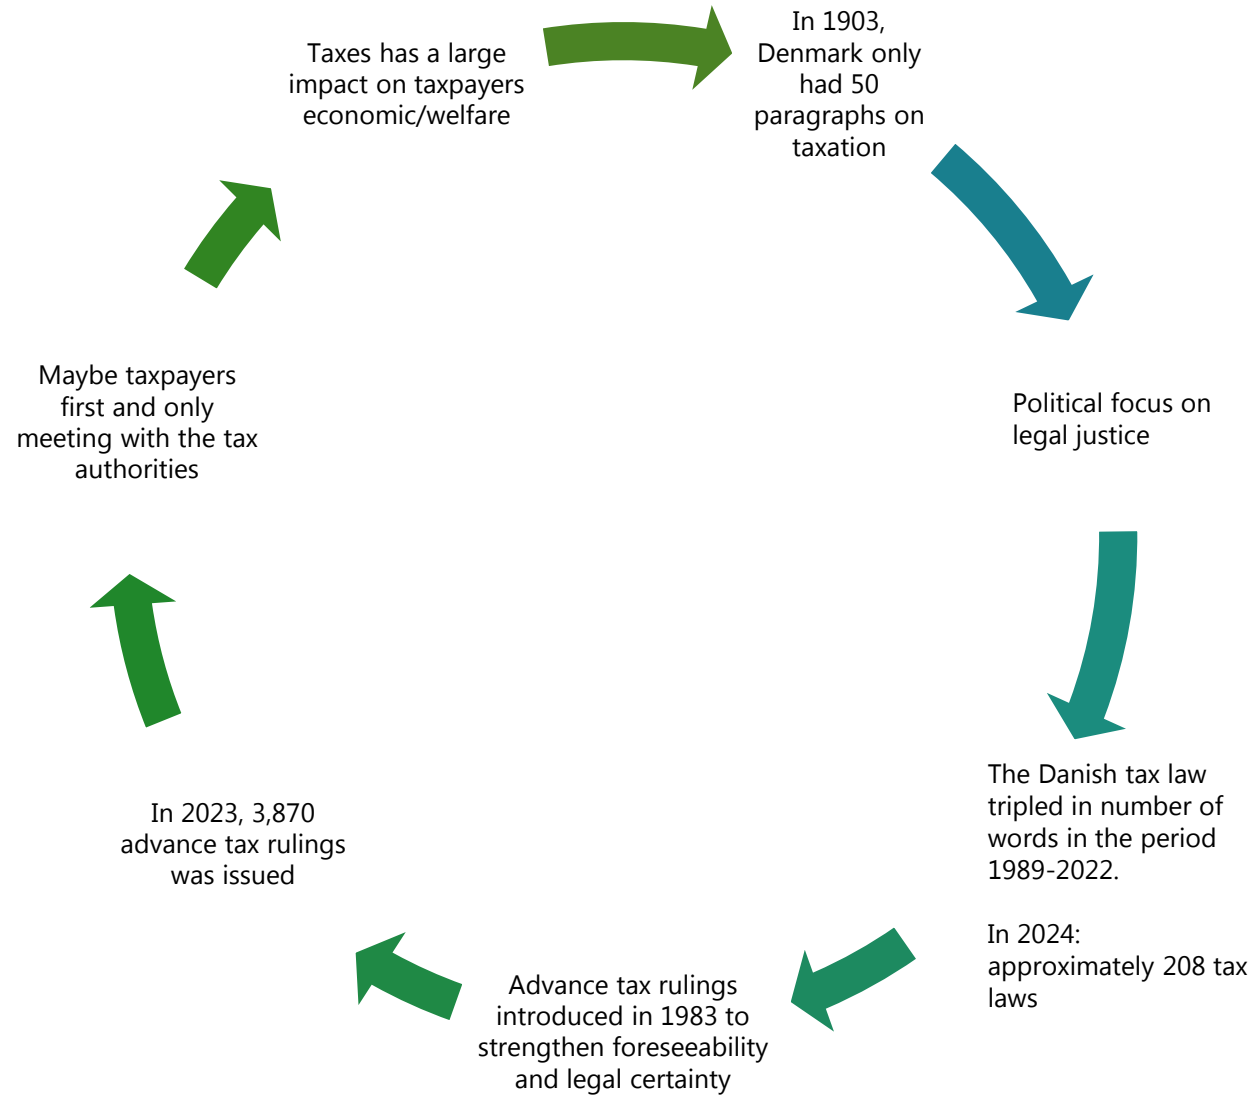 Taxes has a large
impact on taxpayers
economic/welfare
In 1903,
Denmark only
had 50
paragraphs on
taxation
Political focus on
legal justice
The Danish tax law
tripled in number of
words in the period
1989-2022.
In 2024:
approximately 208 tax
laws
Advance tax rulings
introduced in 1983 to
strengthen foreseeability
and legal certainty
In 2023, 3,870
advance tax rulings
was issued
Maybe taxpayers
first and only
meeting with the tax
authorities